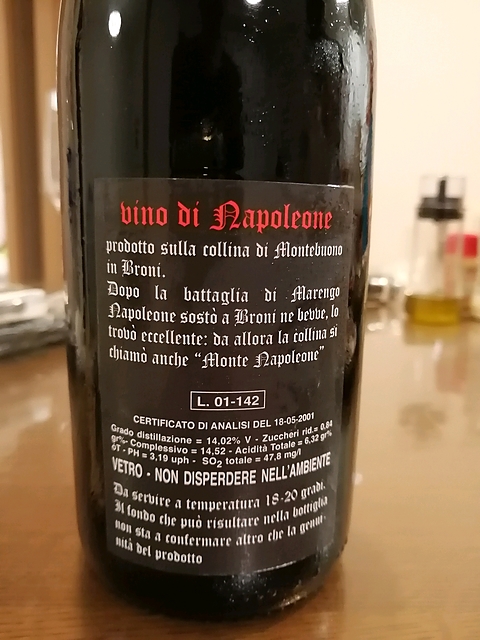 vino di Napoleone
prodotto sulla collina di Montebuono
in Broni.
Dopo la battaglia di Marengo
Napoleone sostò a Broni ne bevve, lo
trovò eccellente: da allora la collina si
chiamò anche "Monte Napoleone"
L. 01-142
CERTIFICATO DI ANALISI DEL 18-05-2001
Grado distillazione = 14,02% V - Zuccheri rid.= 0,84
gr%- Complessivo = 14,52 - Acidità Totale = 6,32 gr%
oT - PH = 3,19 uph - SO2 totale = 47,8 mg/l
VETRO - NON DISPERDERE NELL'AMBIENTE
Da servire a temperatura 18-20 gradi.
Il fondo che può risultare nella bottiglia
non sta a confermare altro che la genui-
nità del prodotto